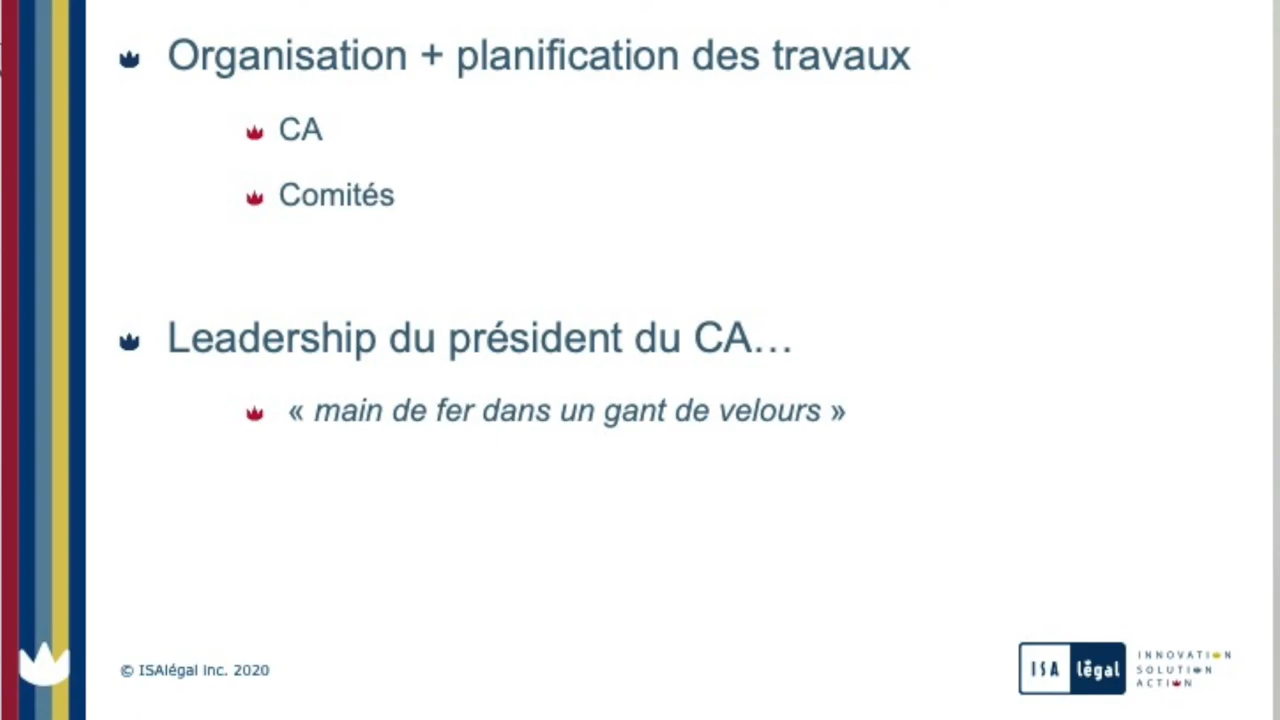 Organisation + planification des travaux
CA
Comités
Leadership du président du CA…
« main de fer dans un gant de velours »
© ISAlégal inc. 2020
ISA légal
INNOVATION
SOLUTION
ACTION